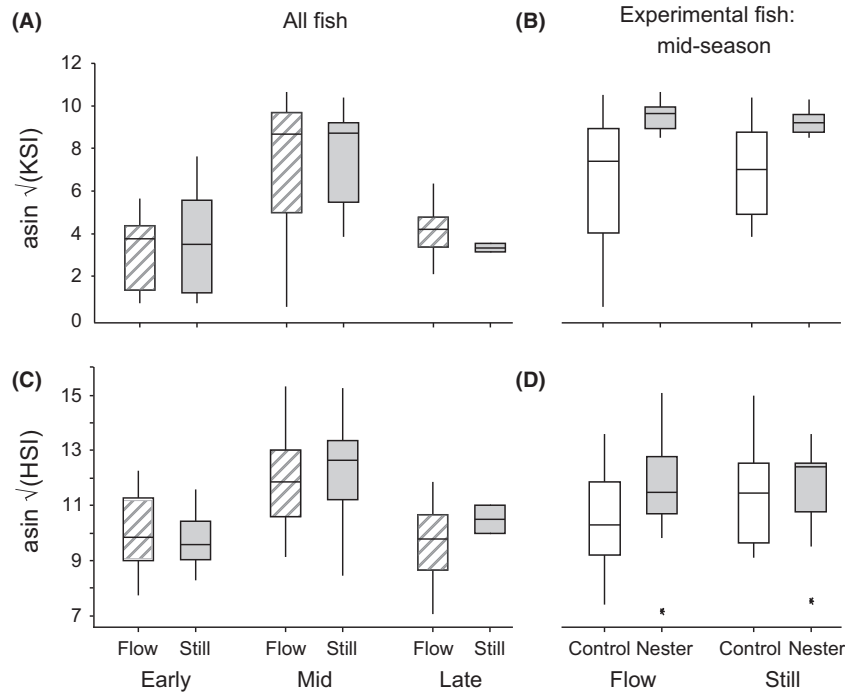 (A)
All fish
(B)
Experimental fish:
mid-season
12
10
8
6
4
2
0
asin √(KSI)
(C)
(D)
15
13
11
9
7
asin √(HSI)
Flow Still Flow Still Flow Still
Early Mid Late
Control Nester Control Nester
Flow Still